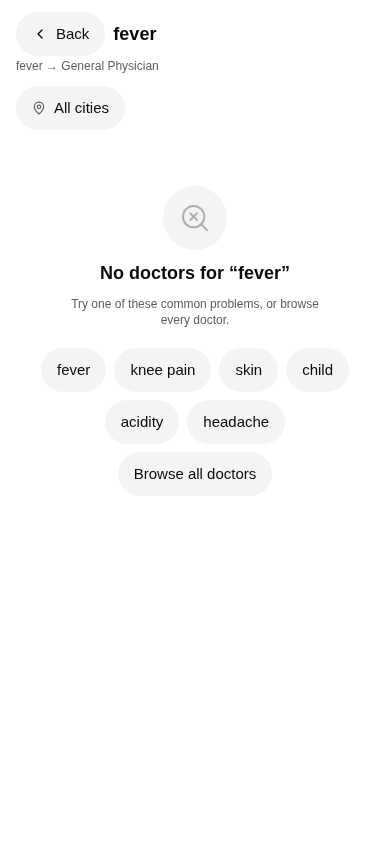 Back fever
fever → General Physician
All cities
No doctors for “fever”
Try one of these common problems, or browse
every doctor.
fever knee pain skin child
acidity headache
Browse all doctors